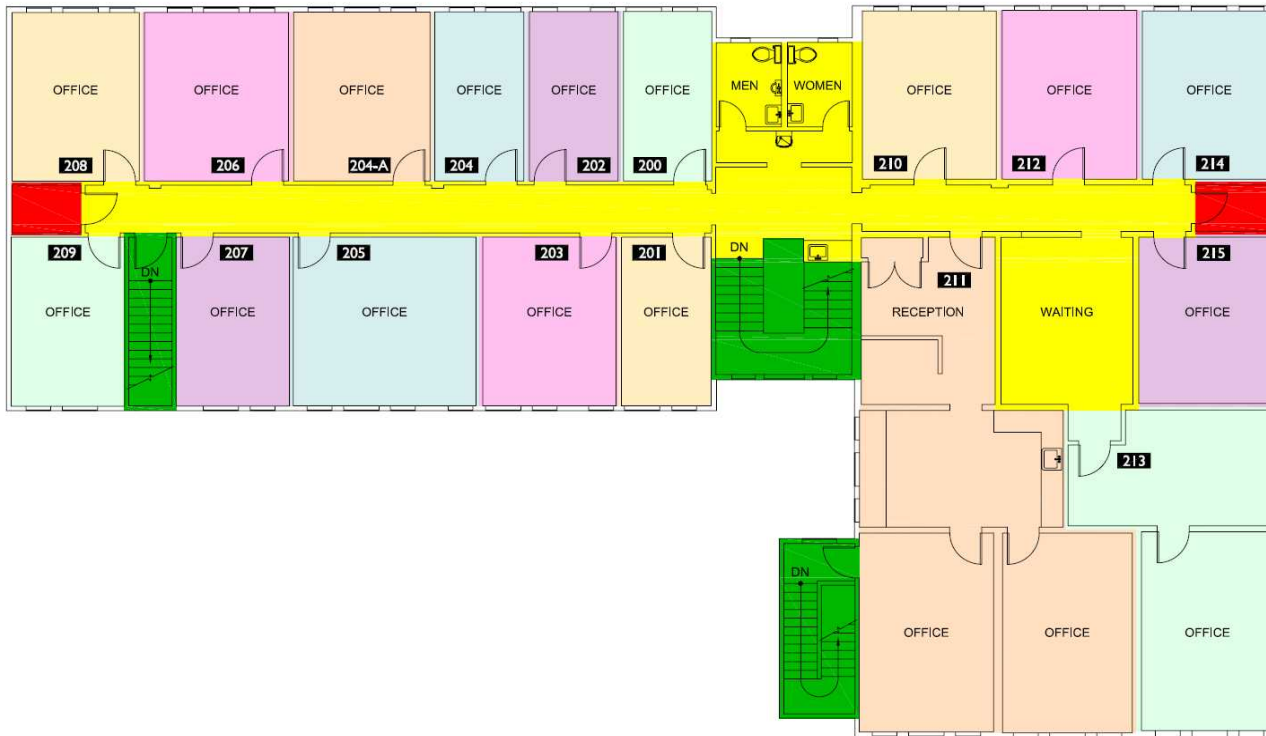 OFFICE
OFFICE
OFFICE
OFFICE
OFFICE
OFFICE
MEN
WOMEN
OFFICE
OFFICE
OFFICE
208
206
204-A
204
202
200
210
212
214
209
207
205
203
201
DN
211
215
DN
OFFICE
OFFICE
OFFICE
OFFICE
OFFICE
RECEPTION
WAITING
OFFICE
213
DN
OFFICE
OFFICE
OFFICE